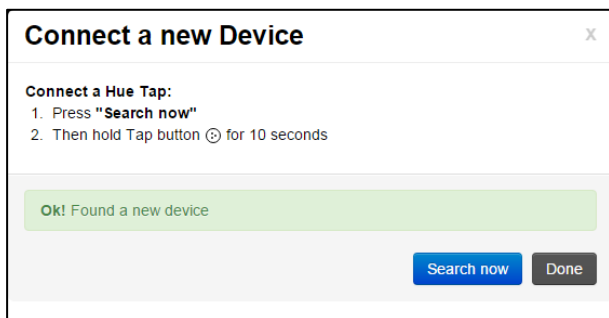 Connect a new Device
x
Connect a Hue Tap:
1. Press "Search now"
2. Then hold Tap button for 10 seconds
Ok! Found a new device
Search now Done